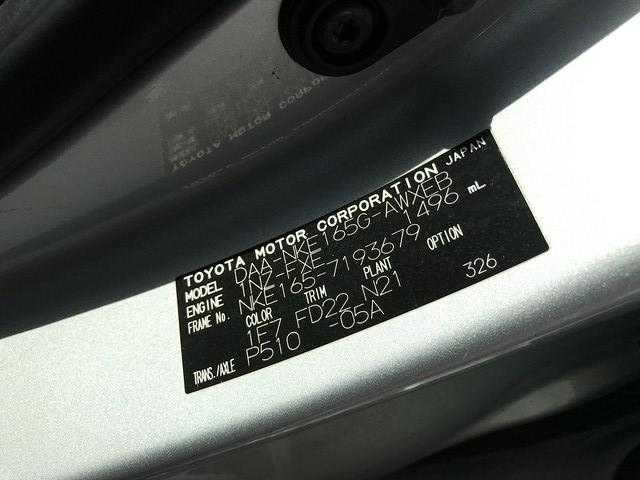 TOYOTA MOTOR CORPORATION JAPAN
MODEL DAA-NKE165G-AWXEB
ENGINE 1NZ-FXE 1496 mL
FRAME No. NKE165-7193679
COLOR TRIM PLANT OPTION
1E7 FD22 N21 326
TRANS./AXLE P510 -05A